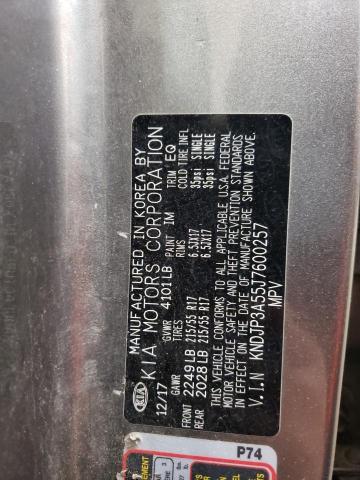 MANUFACTURED IN KOREA BY
KIA KIA MOTORS CORPORATION
12/17 GVWR 4101LB PAINT IM TRIM EQ
GAWR TIRES RIMS COLD TIRE INFL
FRONT 2249LB 215/55 R17 6.5JX17 35psi SINGLE
REAR 2028LB 215/55 R17 6.5JX17 35psi SINGLE
THIS VEHICLE CONFORMS TO ALL APPLICABLE U.S.A. FEDERAL
MOTOR VEHICLE SAFETY AND THEFT PREVENTION STANDARDS
IN EFFECT ON THE DATE OF MANUFACTURE SHOWN ABOVE.
V.I.N KNDJP3A55J7600257
MPV
P74